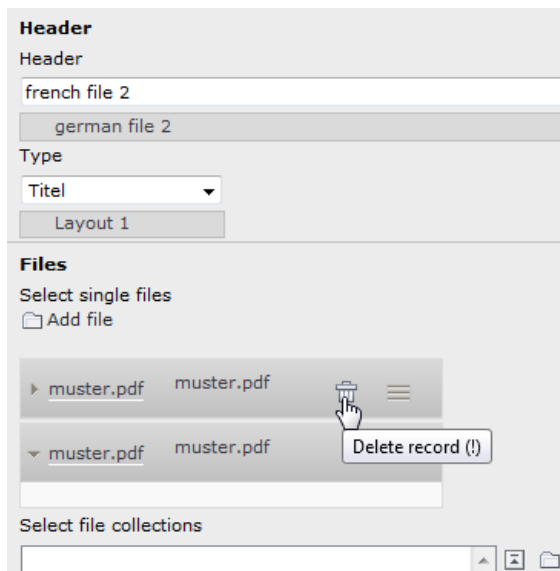 Header
Header
french file 2
german file 2
Type
Titel
Layout 1
Files
Select single files
Add file
muster.pdf muster.pdf
muster.pdf muster.pdf
Delete record (!)
Select file collections